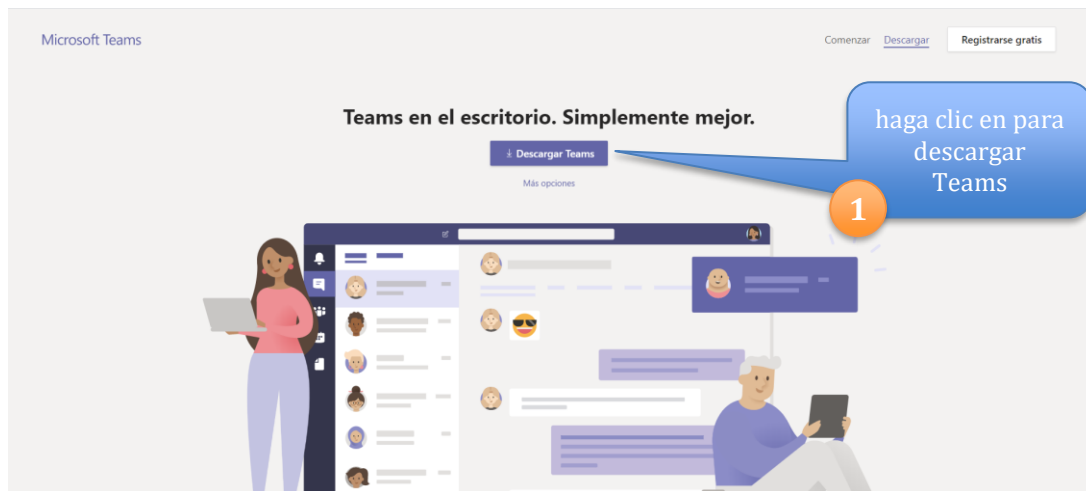 Microsoft Teams
Comenzar Descargar Registrarse gratis
Teams en el escritorio. Simplemente mejor.
Descargar Teams
Más opciones
haga clic en para
descargar
Teams
1